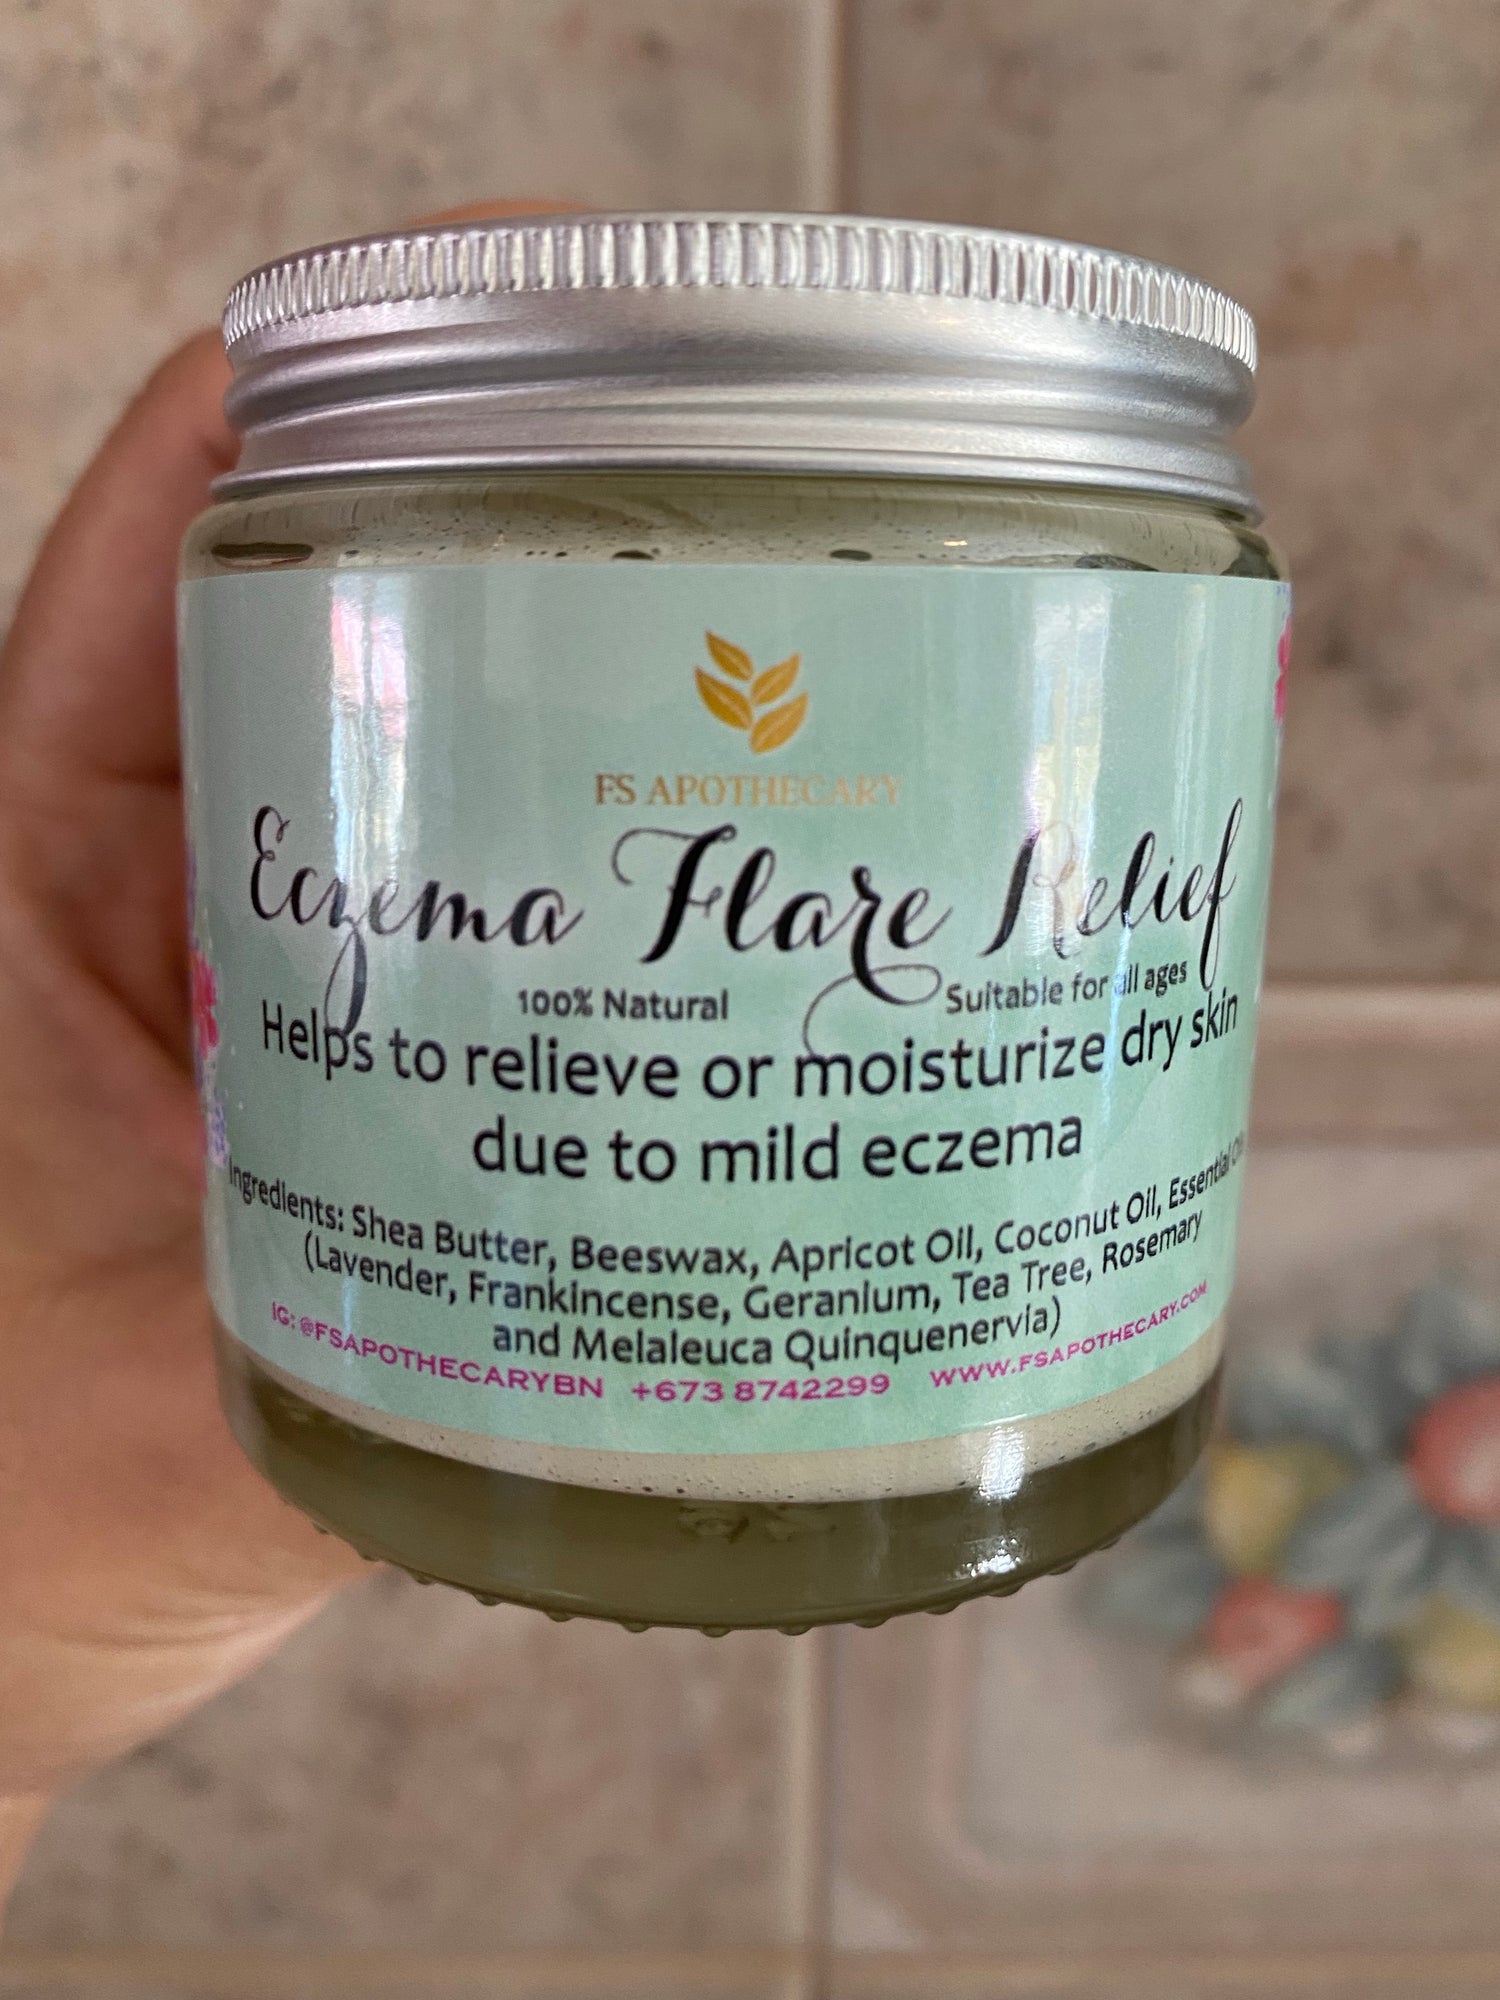 FS APOTHECARY
Eczema Flare Relief
100% Natural Suitable for all ages
Helps to relieve or moisturize dry skin
due to mild eczema
Ingredients: Shea Butter, Beeswax, Apricot Oil, Coconut Oil, Essential
(Lavender, Frankincense, Geranium, Tea Tree, Rosemary
and Melaleuca Quinquenervia)
IG: @FSAPOTHECARYBN +673 8742299 WWW.FSAPOTHECARY.COM